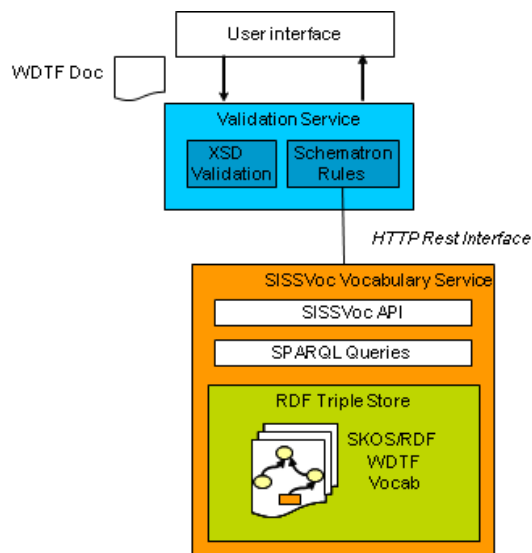 User interface
WDTF Doc
Validation Service
XSD
Validation
Schematron
Rules
HTTP Rest Interface
SISSVoc Vocabulary Service
SISSVoc API
SPARQL Queries
RDF Triple Store
SKOS/RDF
WDTF
Vocab